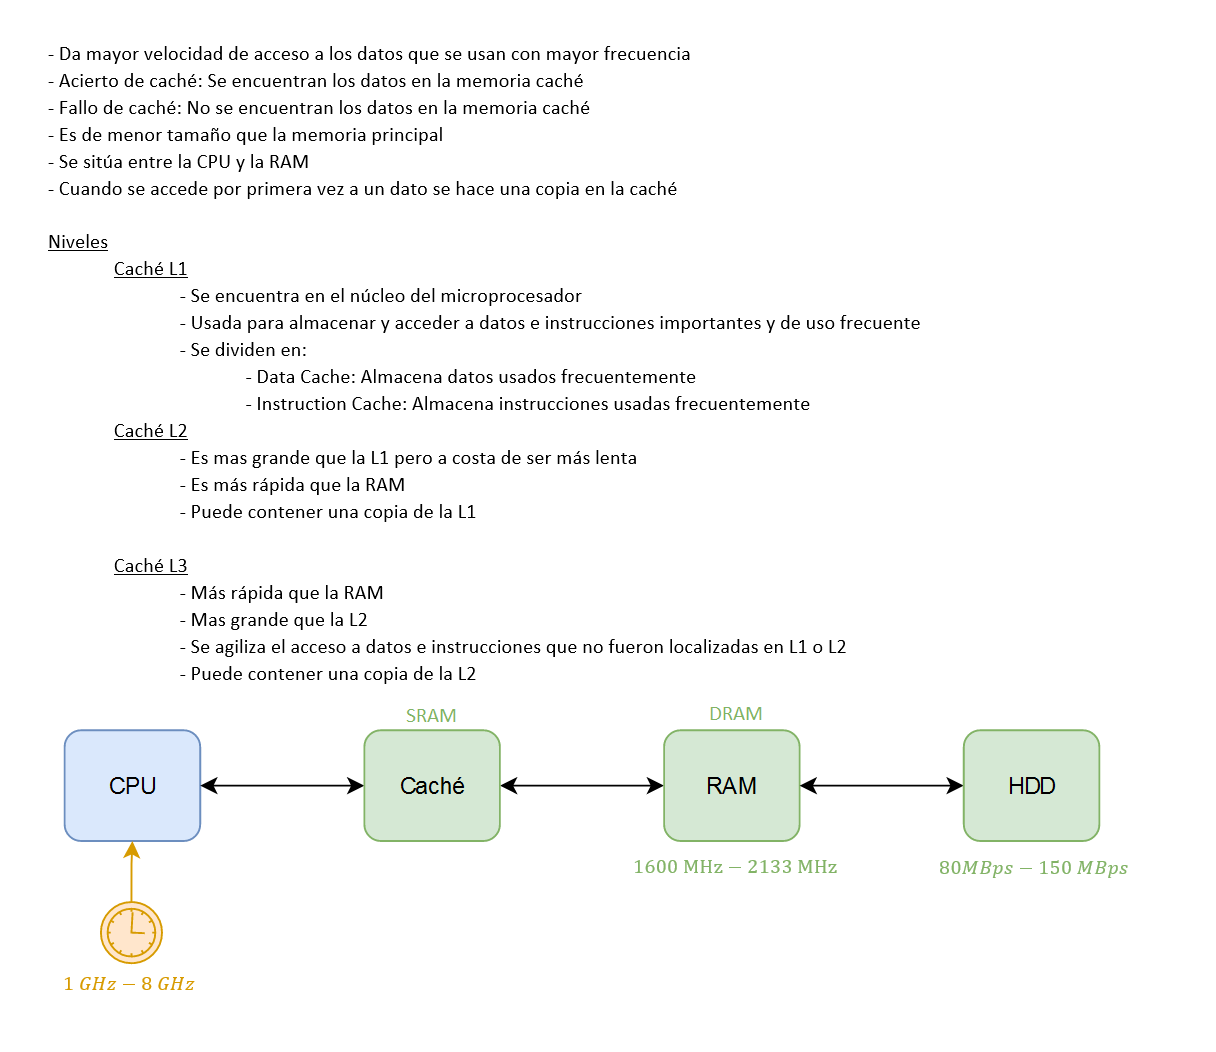 - Da mayor velocidad de acceso a los datos que se usan con mayor frecuencia
- Acierto de caché: Se encuentran los datos en la memoria caché
- Fallo de caché: No se encuentran los datos en la memoria caché
- Es de menor tamaño que la memoria principal
- Se sitúa entre la CPU y la RAM
- Cuando se accede por primera vez a un dato se hace una copia en la caché
Niveles
Caché L1
- Se encuentra en el núcleo del microprocesador
- Usada para almacenar y acceder a datos e instrucciones importantes y de uso frecuente
- Se dividen en:
- Data Cache: Almacena datos usados frecuentemente
- Instruction Cache: Almacena instrucciones usadas frecuentemente
Caché L2
- Es mas grande que la L1 pero a costa de ser más lenta
- Es más rápida que la RAM
- Puede contener una copia de la L1
Caché L3
- Más rápida que la RAM
- Mas grande que la L2
- Se agiliza el acceso a datos e instrucciones que no fueron localizadas en L1 o L2
- Puede contener una copia de la L2
SRAM
DRAM
CPU
Caché
RAM
HDD
1600 MHz − 2133 MHz
80MBps − 150 MBps
1 GHz − 8 GHz